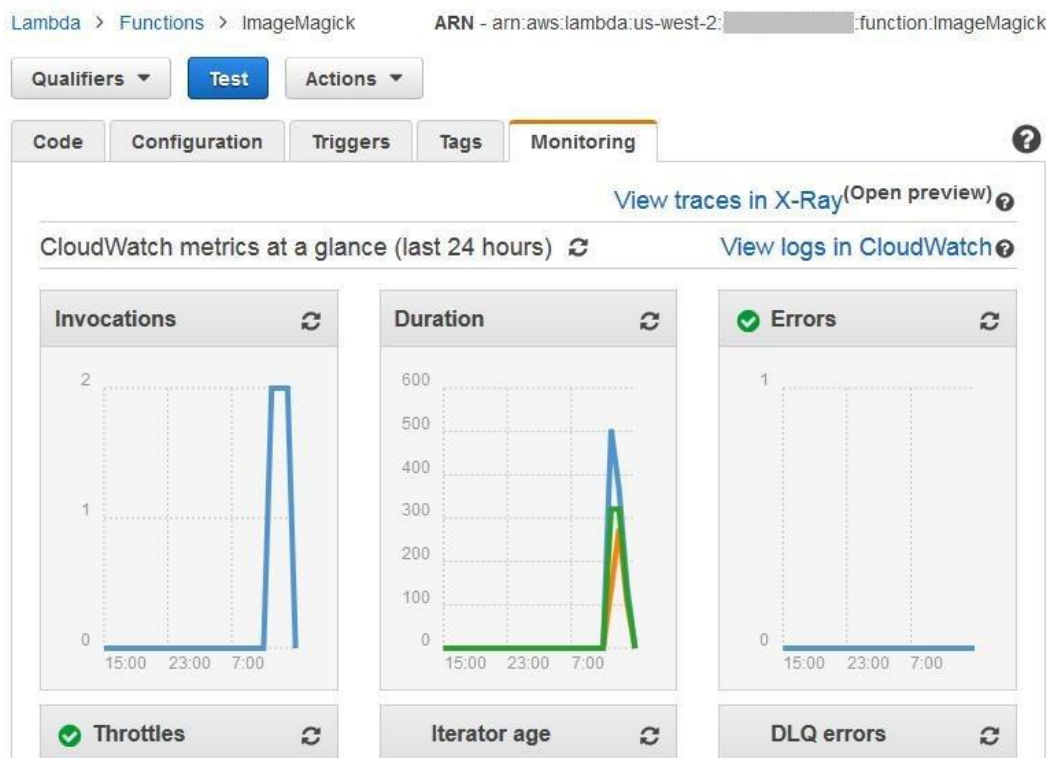 Lambda > Functions > ImageMagick ARN - arn:aws:lambda:us-west-2: :function:ImageMagick
Qualifiers Test Actions
Code Configuration Triggers Tags Monitoring ?
View traces in X-Ray(Open preview) ?
CloudWatch metrics at a glance (last 24 hours) View logs in CloudWatch ?
Invocations
2
1
0
15:00 23:00 7:00
Duration
600
500
400
300
200
100
0
15:00 23:00 7:00
Errors
1
0
15:00 23:00 7:00
Throttles
Iterator age
DLQ errors